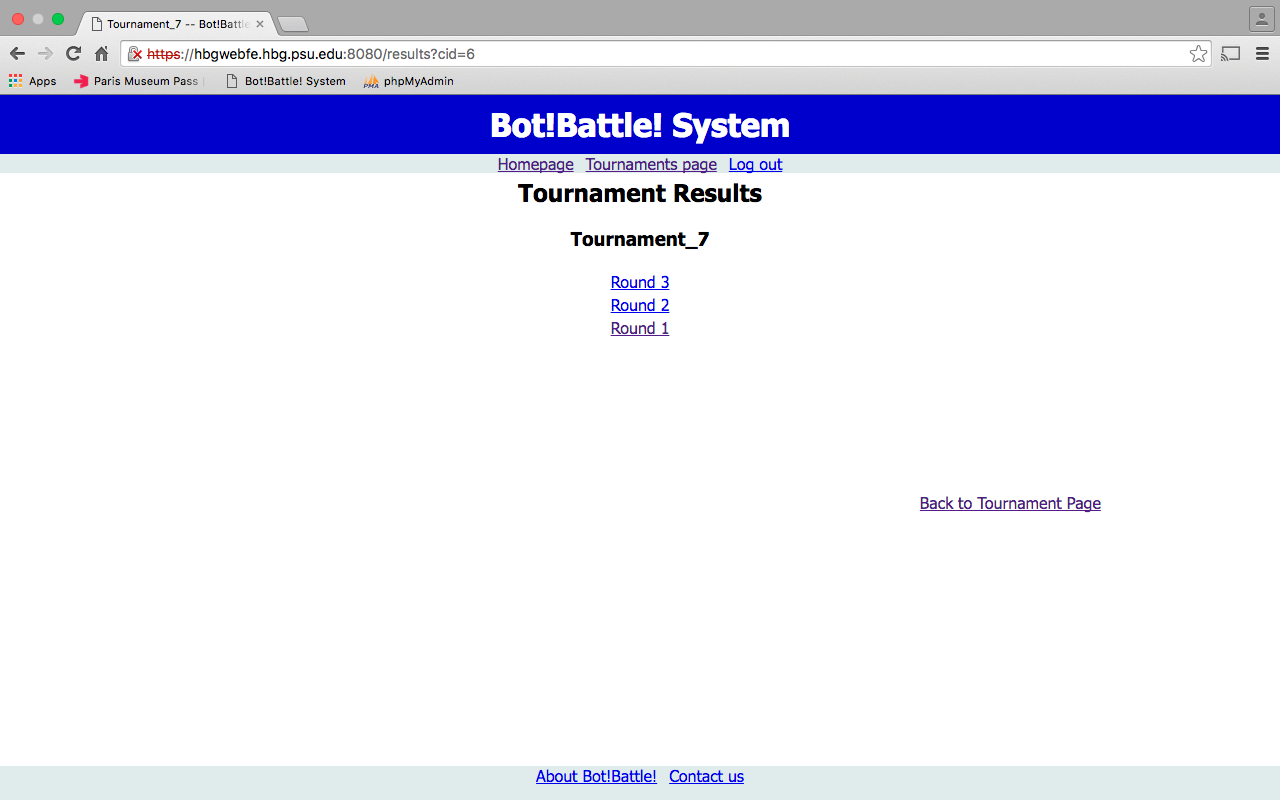 Tournament_7 -- Bot!Battle
https://hbgwebfe.hbg.psu.edu:8080/results?cid=6
Apps Paris Museum Pass Bot!Battle! System PMA phpMyAdmin
Bot!Battle! System
Homepage Tournaments page Log out
Tournament Results
Tournament_7
Round 3
Round 2
Round 1
Back to Tournament Page
About Bot!Battle! Contact us